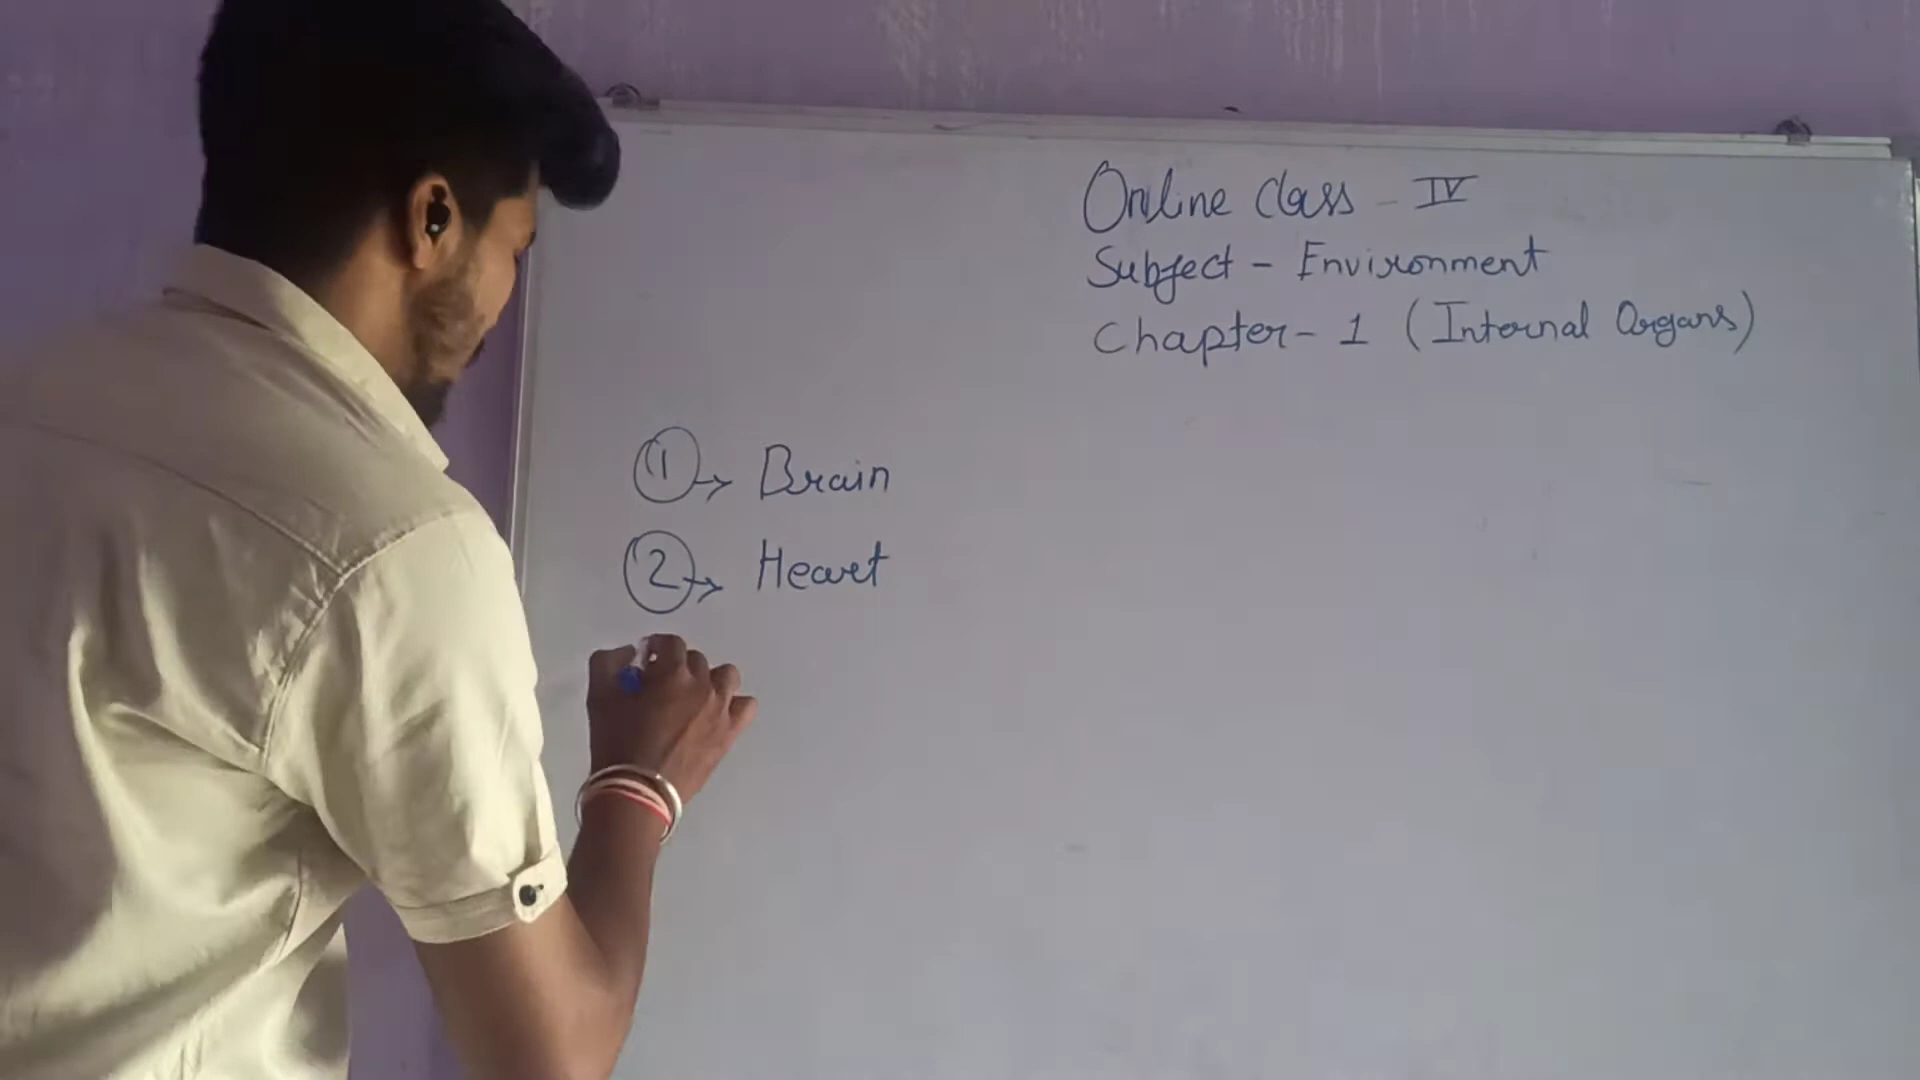 Online Class - IV
Subject - Environment
Chapter - 1 (Internal Organs)
① → Brain
② → Heart